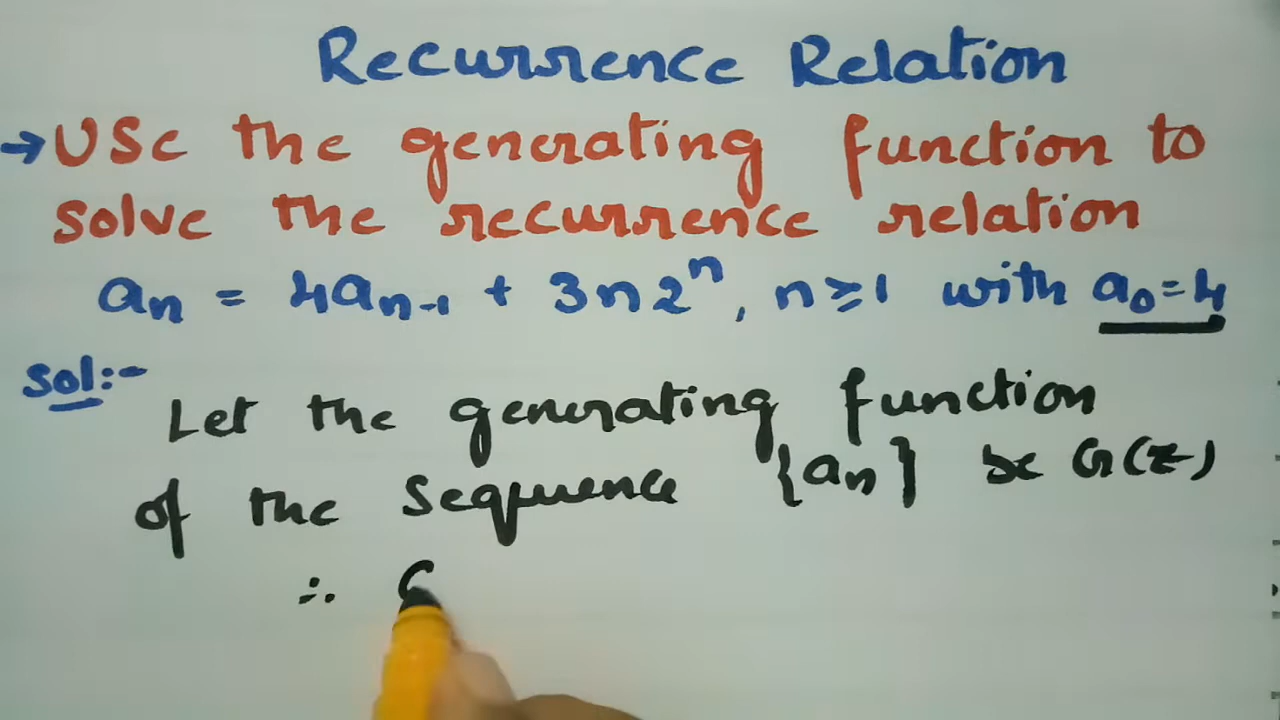 Recurrence Relation
→ Use the generating function to
solve the recurrence relation
aₙ = 4aₙ₋₁ + 3n2ⁿ, n ≥ 1 with a₀ = 4
Sol:-
Let the generating function
of the sequence {aₙ} be G(z)
∴ G